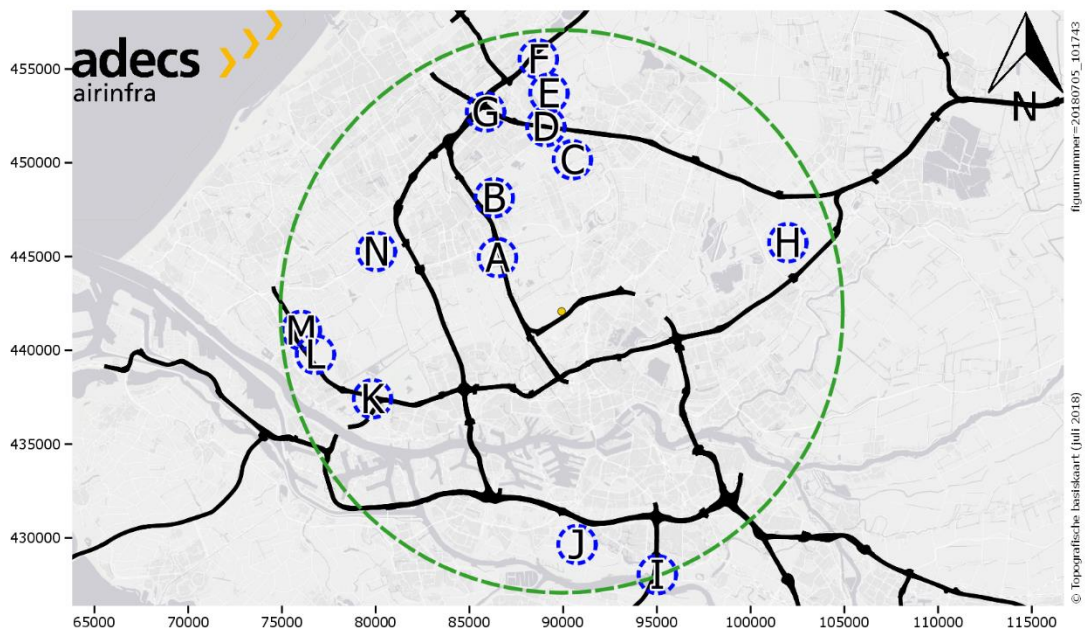 adecs
airinfra
455000
450000
445000
440000
435000
430000
65000
70000
75000
80000
85000
90000
95000
100000
105000
110000
115000
F
E
G
D
C
B
N
A
H
M
L
K
J
I
N
figuurnummer=20180705_101743
© Topografische basiskaart (juli 2018)